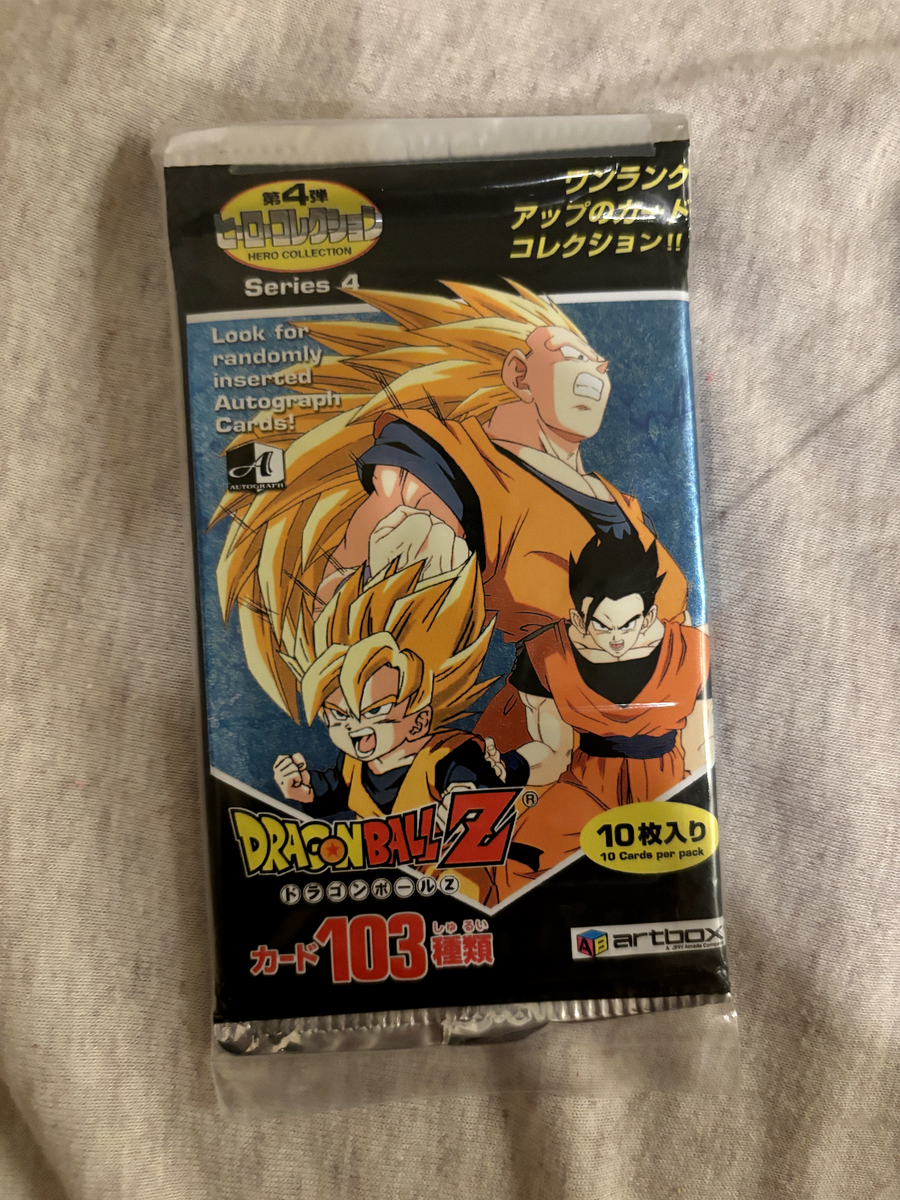 第4弾
ヒーローコレクション
HERO COLLECTION
Series 4
ワンランク
アップのカード
コレクション!!
Look for
randomly
inserted
Autograph
Cards!
A
AUTOGRAPH
DRAGONBALL Z®
ドラゴンボールZ
10枚入り
10 Cards per pack
カード103種類
しゅるい
AB artbox